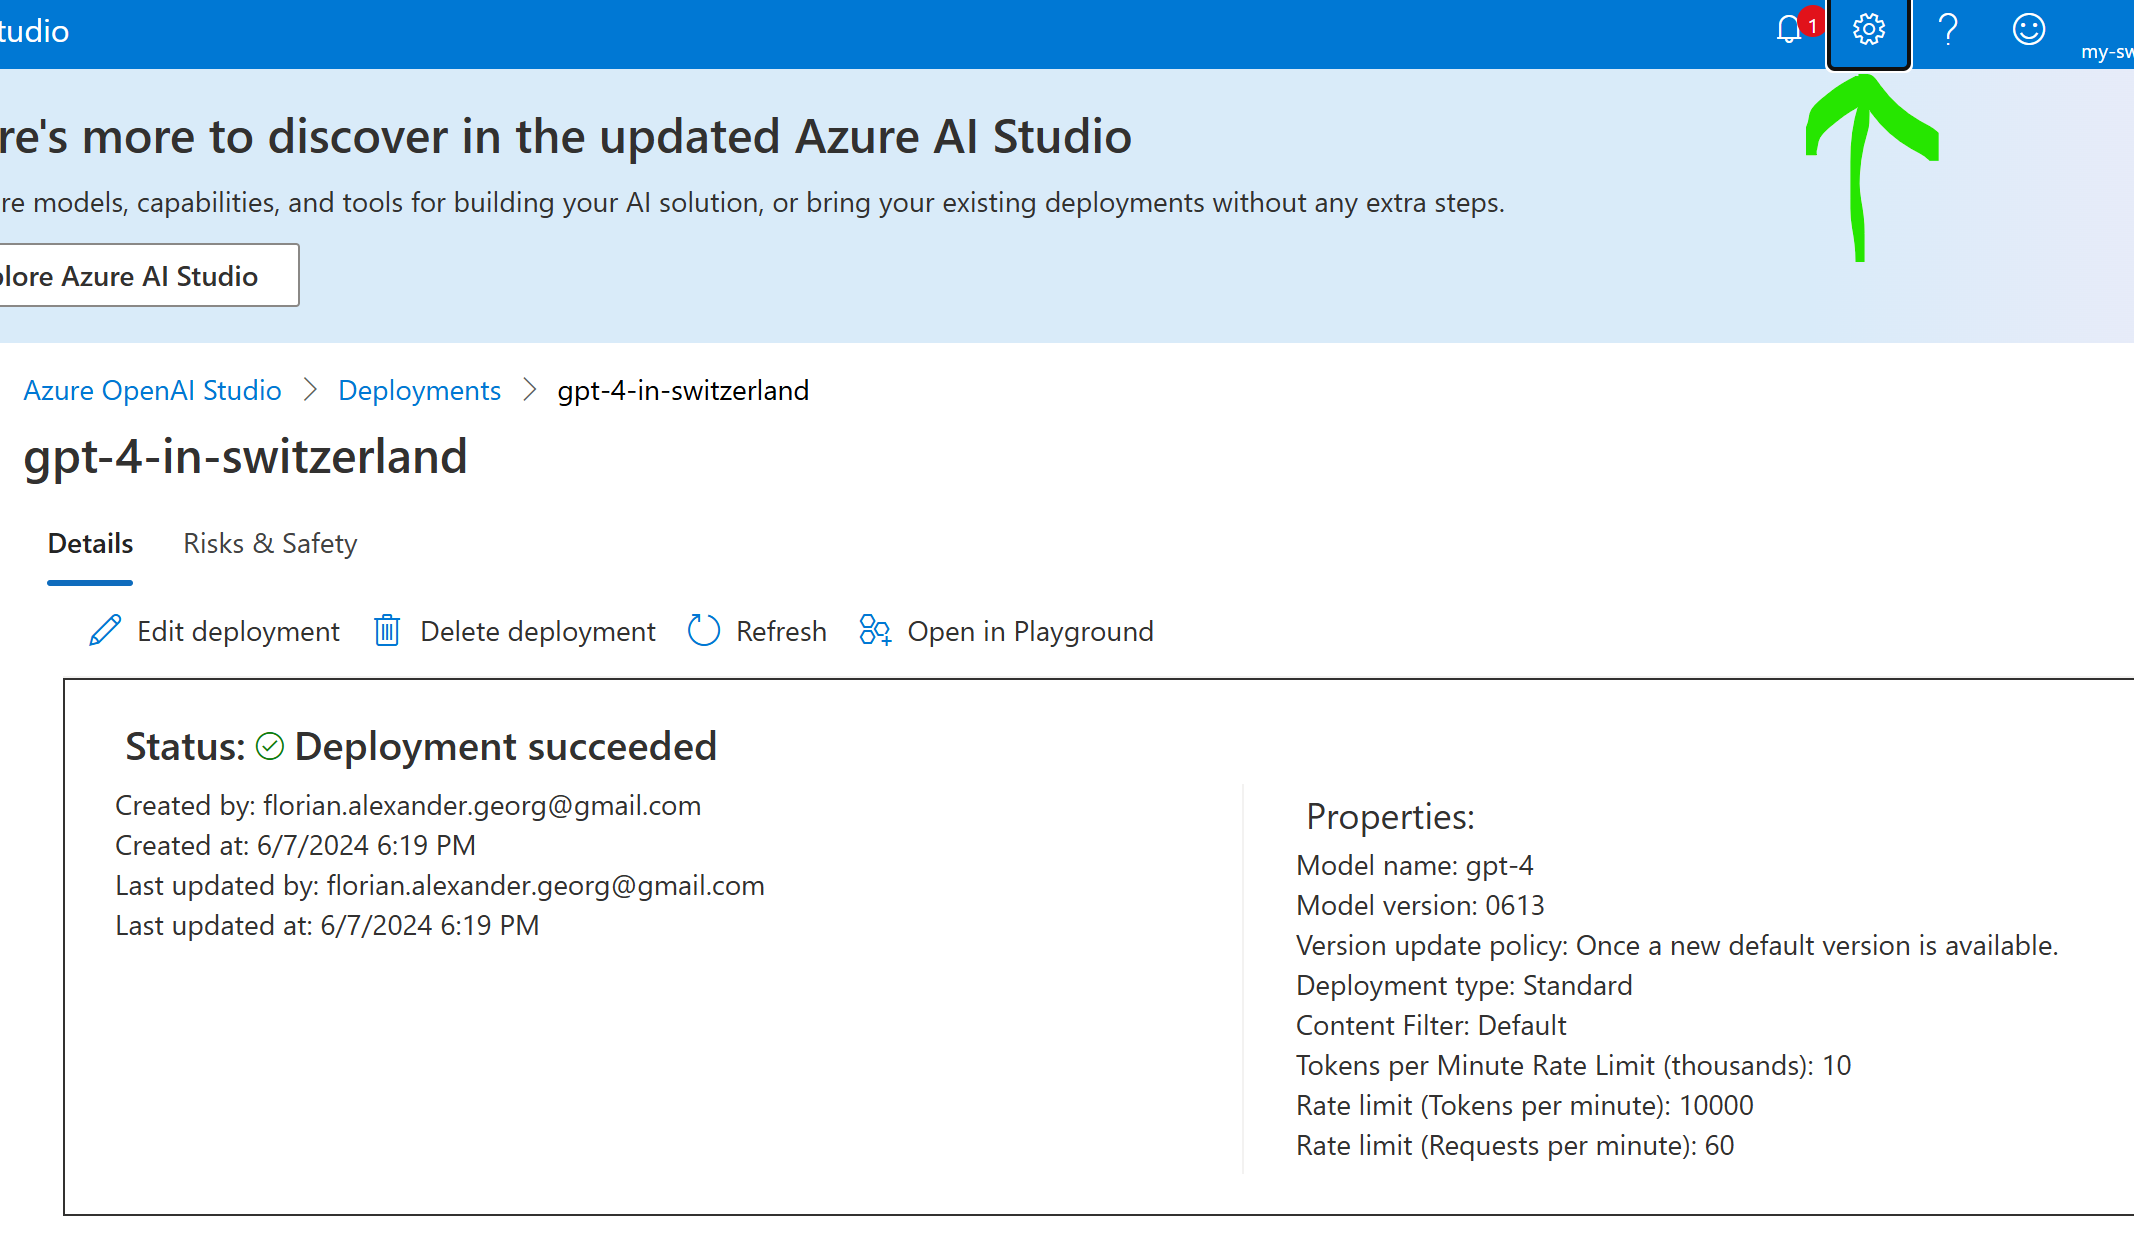 tudio
1
my-sw
re's more to discover in the updated Azure AI Studio
re models, capabilities, and tools for building your AI solution, or bring your existing deployments without any extra steps.
lore Azure AI Studio
Azure OpenAI Studio > Deployments > gpt-4-in-switzerland
gpt-4-in-switzerland
Details Risks & Safety
Edit deployment Delete deployment Refresh Open in Playground
Status: Deployment succeeded
Created by: florian.alexander.georg@gmail.com
Created at: 6/7/2024 6:19 PM
Last updated by: florian.alexander.georg@gmail.com
Last updated at: 6/7/2024 6:19 PM
Properties:
Model name: gpt-4
Model version: 0613
Version update policy: Once a new default version is available.
Deployment type: Standard
Content Filter: Default
Tokens per Minute Rate Limit (thousands): 10
Rate limit (Tokens per minute): 10000
Rate limit (Requests per minute): 60